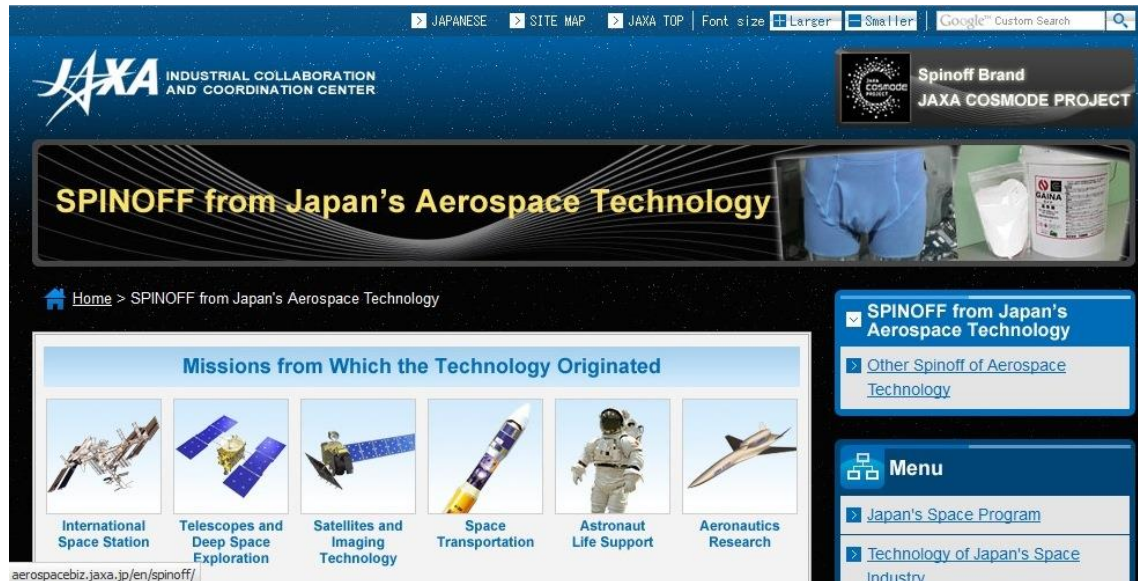 JAPANESE SITE MAP JAXA TOP Font size Larger Smaller Google™ Custom Search
JAXA INDUSTRIAL COLLABORATION
AND COORDINATION CENTER
cosmode
PROJECT
Spinoff Brand
JAXA COSMODE PROJECT
SPINOFF from Japan's Aerospace Technology
GAINA
Home > SPINOFF from Japan's Aerospace Technology
Missions from Which the Technology Originated
International
Space Station
Telescopes and
Deep Space
Exploration
Satellites and
Imaging
Technology
Space
Transportation
Astronaut
Life Support
Aeronautics
Research
SPINOFF from Japan's
Aerospace Technology
Other Spinoff of Aerospace
Technology
Menu
Japan's Space Program
Technology of Japan's Space
Industry
aerospacebiz.jaxa.jp/en/spinoff/